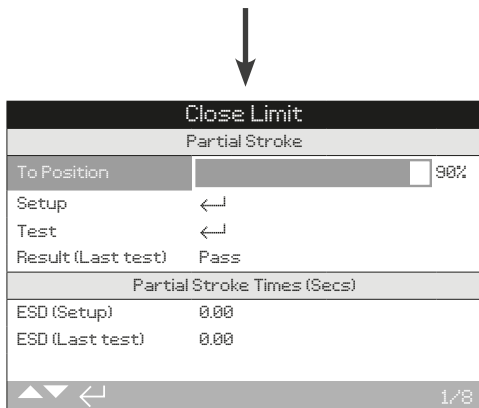 Close Limit
Partial Stroke
To Position 90%
Setup
Test
Result (Last test) Pass
Partial Stroke Times (Secs)
ESD (Setup) 0.00
ESD (Last test) 0.00
1/8